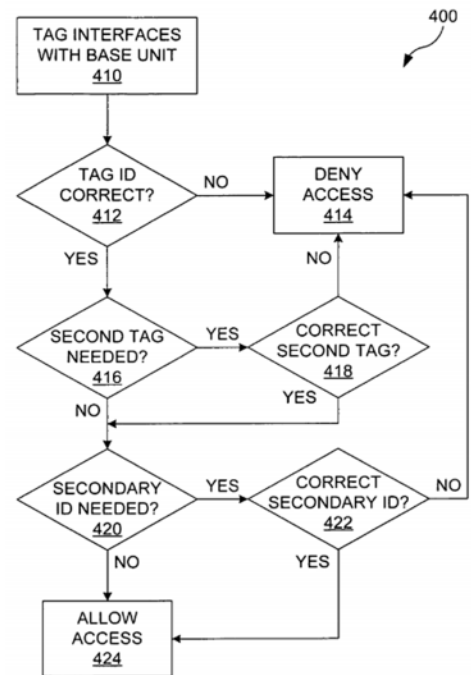 400
TAG INTERFACES
WITH BASE UNIT
410
TAG ID
CORRECT?
412
NO
DENY
ACCESS
414
YES
NO
SECOND TAG
NEEDED?
416
YES
CORRECT
SECOND TAG?
418
NO
YES
SECONDARY
ID NEEDED?
420
YES
CORRECT
SECONDARY ID?
422
NO
NO
YES
ALLOW
ACCESS
424